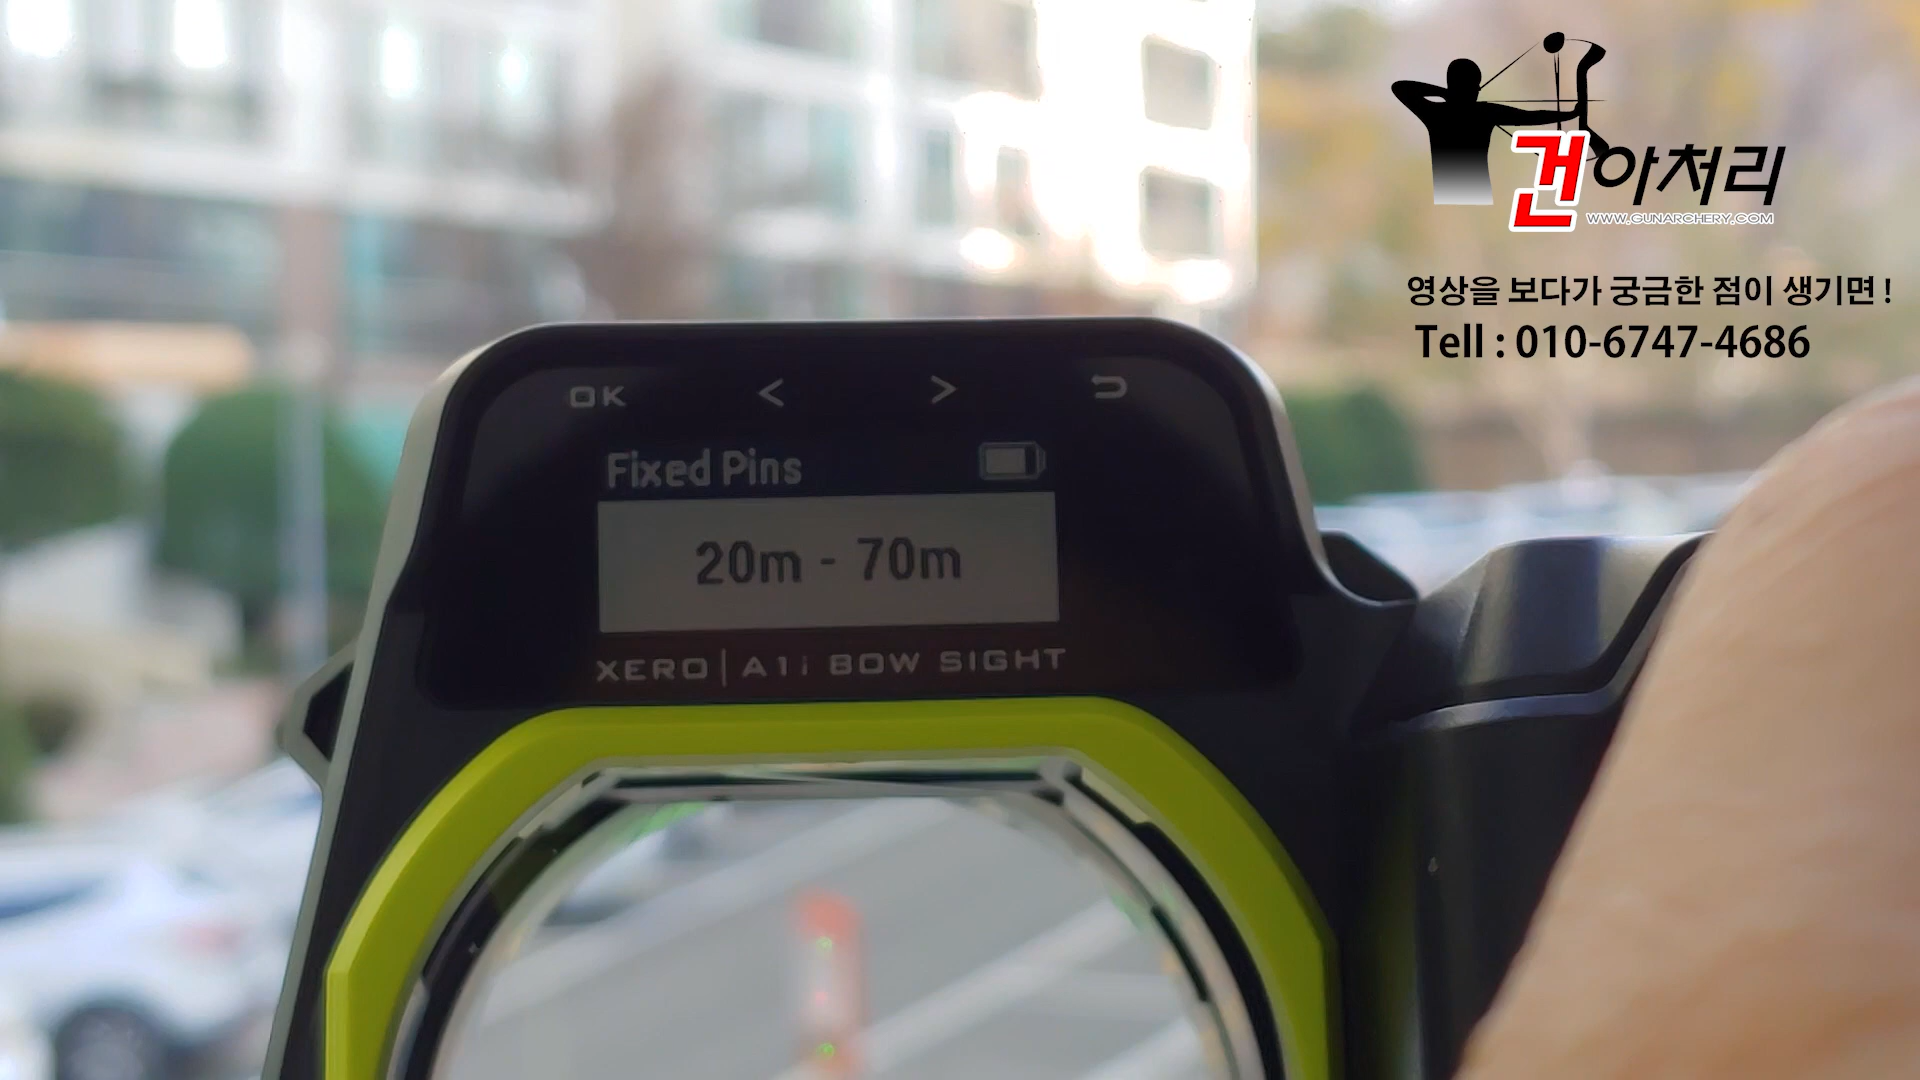 건아처리
WWW.GUNARCHERY.COM
영상을 보다가 궁금한 점이 생기면 !
Tell : 010-6747-4686
OK < >
Fixed Pins
20m - 70m
XERO | A1i BOW SIGHT